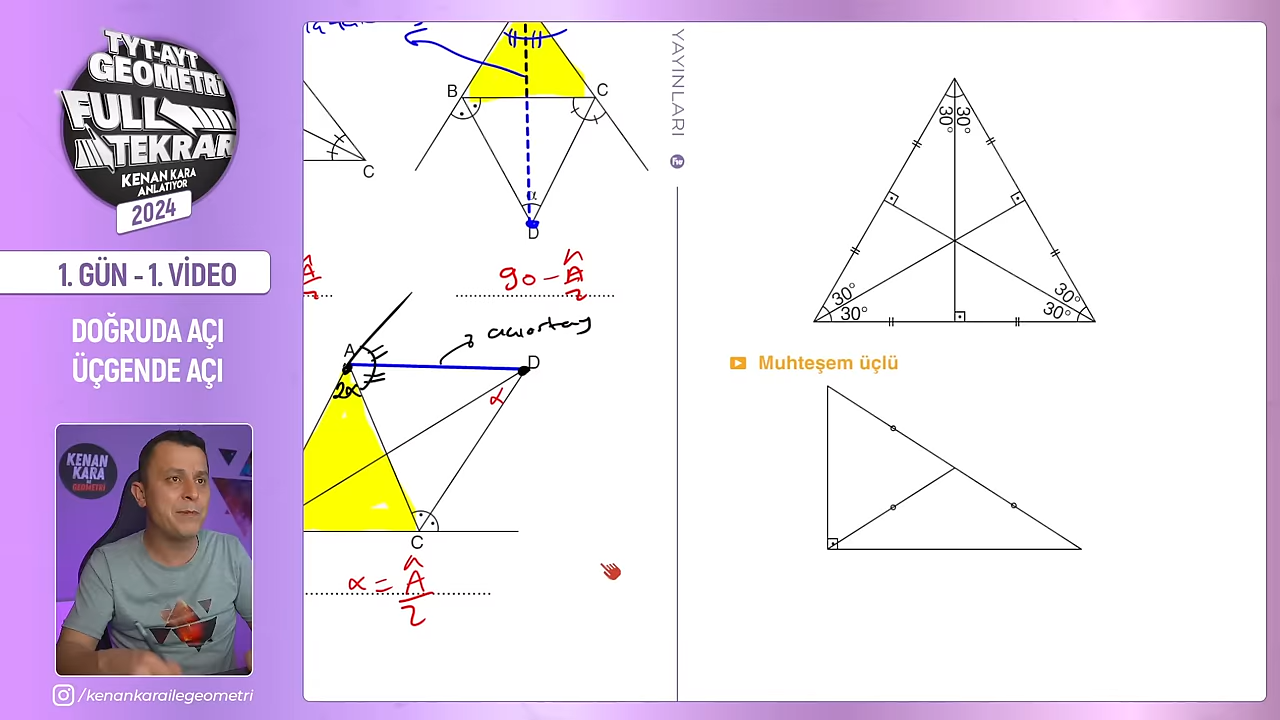 TYT-AYT
GEOMETRİ
FULL
TEKRAR
KENAN KARA
ANLATIYOR
2024
1. GÜN - 1. VİDEO
DOĞRUDA AÇI
ÜÇGENDE AÇI
KENAN
KARA
GEOMETRİ
/kenankarailegeometri
B
C
C
α
D
90 - Â/2
A
2α
açıortay
D
α
C
α = Â/2
YAYINLARI
30° 30°
30°
30°
30°
30°
Muhteşem üçlü